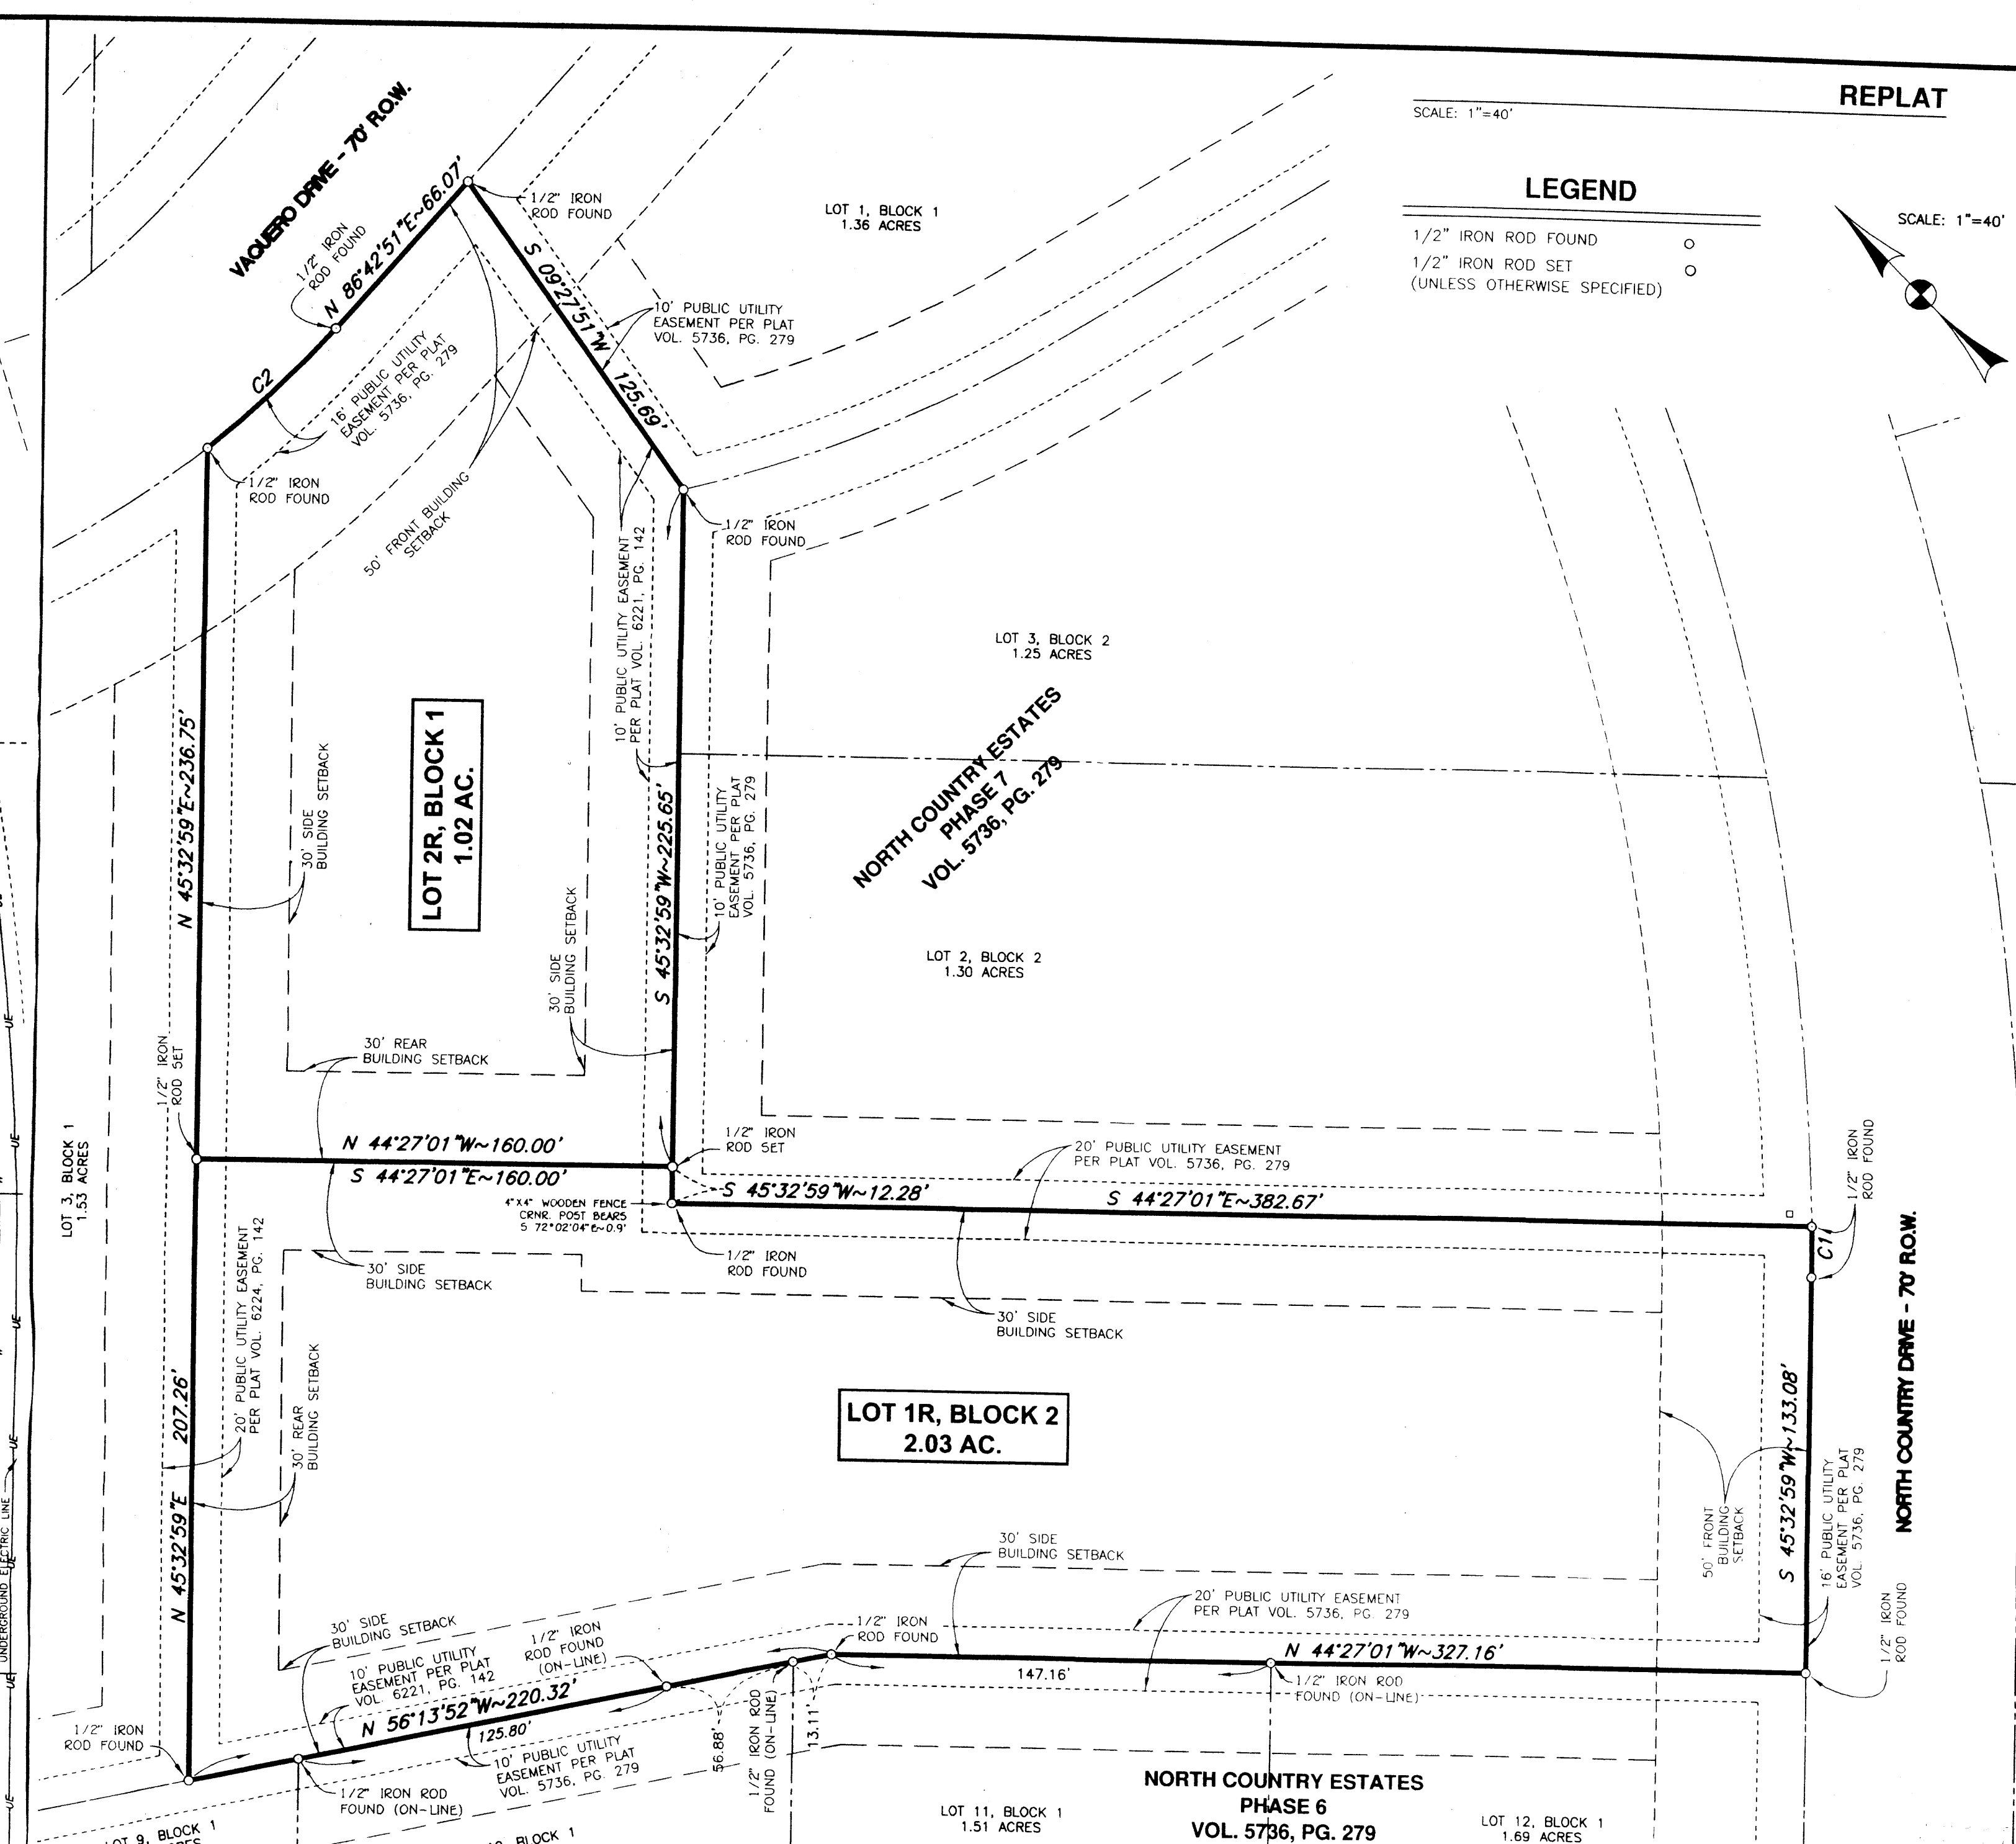 REPLAT
SCALE: 1"=40'
LEGEND
1/2" IRON ROD FOUND
1/2" IRON ROD SET
(UNLESS OTHERWISE SPECIFIED)
SCALE: 1"=40'
VAQUERO DRIVE - 70' R.O.W.
1/2" IRON
ROD FOUND
N 86°42'51"E~66.07'
1/2" IRON
ROD FOUND
LOT 1, BLOCK 1
1.36 ACRES
S 09°27'51"W 125.69'
10' PUBLIC UTILITY
EASEMENT PER PLAT
VOL. 5736, PG. 279
C2
16' PUBLIC UTILITY
EASEMENT PER PLAT
VOL. 5736, PG. 279
1/2" IRON
ROD FOUND
50' FRONT BUILDING
SETBACK
1/2" IRON
ROD FOUND
10' PUBLIC UTILITY EASEMENT
PER PLAT VOL. 6221, PG. 142
LOT 3, BLOCK 2
1.25 ACRES
NORTH COUNTRY ESTATES
PHASE 7
VOL. 5736, PG. 279
N 45°32'59"E~236.75'
30' SIDE
BUILDING SETBACK
LOT 2R, BLOCK 1
1.02 AC.
S 45°32'59"W~225.65'
10' PUBLIC UTILITY
EASEMENT PER PLAT
VOL. 5736, PG. 279
30' SIDE
BUILDING SETBACK
LOT 2, BLOCK 2
1.30 ACRES
1/2" IRON
ROD SET
30' REAR
BUILDING SETBACK
LOT 3, BLOCK 1
1.53 ACRES
N 44°27'01"W~160.00'
S 44°27'01"E~160.00'
1/2" IRON
ROD SET
20' PUBLIC UTILITY EASEMENT
PER PLAT VOL. 5736, PG. 279
S 45°32'59"W~12.28'
S 44°27'01"E~382.67'
4"X4" WOODEN FENCE
CRNR. POST BEARS
S 72°02'04"E~0.9'
1/2" IRON
ROD FOUND
1/2" IRON
ROD FOUND
C1
30' SIDE
BUILDING SETBACK
30' SIDE
BUILDING SETBACK
20' PUBLIC UTILITY EASEMENT
PER PLAT VOL. 6224, PG. 142
30' REAR
BUILDING SETBACK
N 45°32'59"E 207.26'
LOT 1R, BLOCK 2
2.03 AC.
NORTH COUNTRY DRIVE - 70' R.O.W.
S 45°32'59"W~133.08'
16' PUBLIC UTILITY
EASEMENT PER PLAT
VOL. 5736, PG. 279
50' FRONT
BUILDING
SETBACK
1/2" IRON
ROD FOUND
30' SIDE
BUILDING SETBACK
20' PUBLIC UTILITY EASEMENT
PER PLAT VOL. 5736, PG. 279
1/2" IRON
ROD FOUND
30' SIDE
BUILDING SETBACK
1/2" IRON
ROD FOUND
(ON-LINE)
10' PUBLIC UTILITY
EASEMENT PER PLAT
VOL. 6221, PG. 142
N 56°13'52"W~220.32'
125.80'
N 44°27'01"W~327.16'
147.16'
1/2" IRON ROD
FOUND (ON-LINE)
1/2" IRON
ROD FOUND
10' PUBLIC UTILITY
EASEMENT PER PLAT
VOL. 5736, PG. 279
56.88'
1/2" IRON ROD
FOUND (ON-LINE)
13.11'
1/2" IRON ROD
FOUND (ON-LINE)
NORTH COUNTRY ESTATES
PHASE 6
VOL. 5736, PG. 279
LOT 11, BLOCK 1
1.51 ACRES
LOT 12, BLOCK 1
1.69 ACRES
9, BLOCK 1
BLOCK 1
UNDERGROUND ELECTRIC LINE
UE
UE
UE
UE
UE
UE
UE